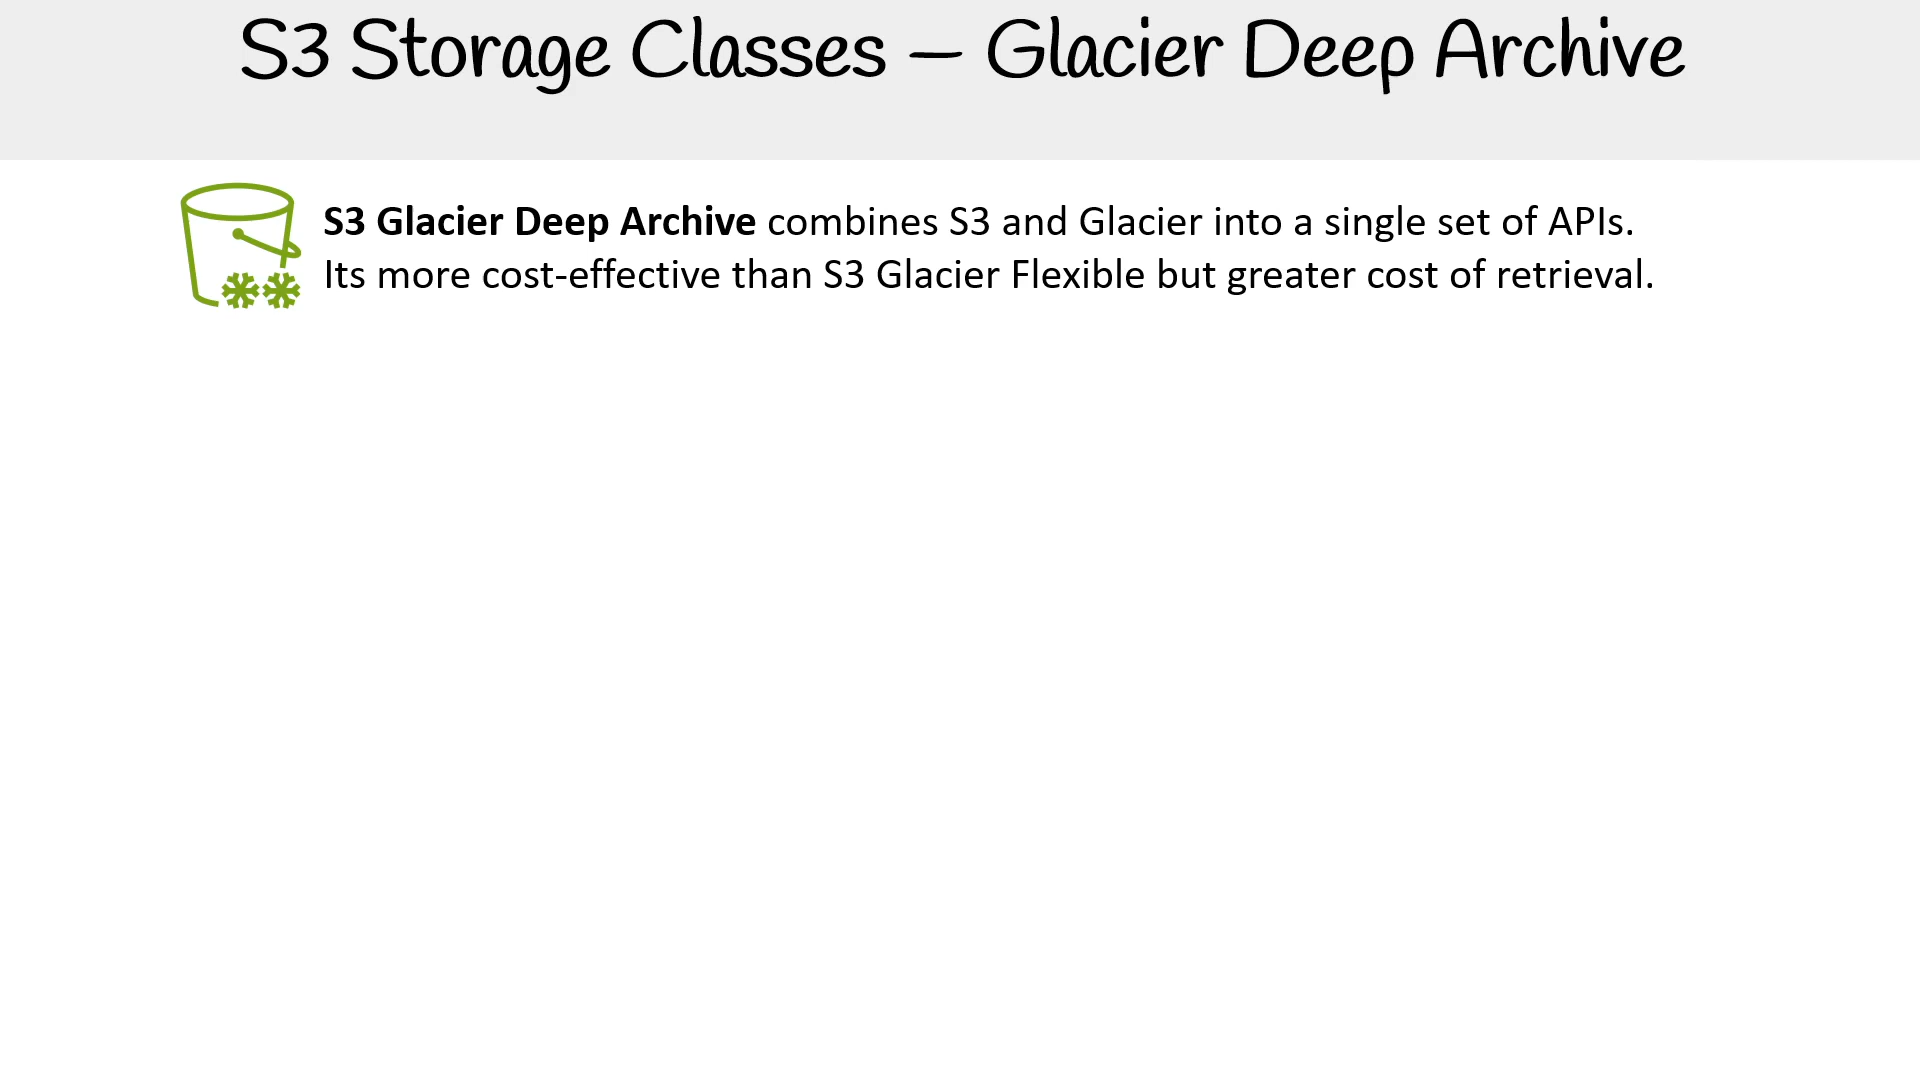 S3 Storage Classes – Glacier Deep Archive
S3 Glacier Deep Archive combines S3 and Glacier into a single set of APIs.
Its more cost-effective than S3 Glacier Flexible but greater cost of retrieval.